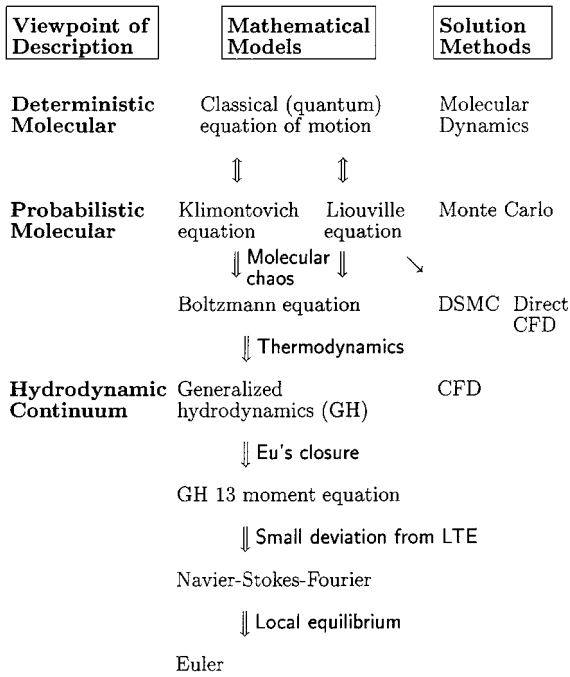 Viewpoint of Mathematical Solution
Description Models Methods
Deterministic Classical (quantum) Molecular
Molecular equation of motion Dynamics
Probabilistic Klimontovich Liouville Monte Carlo
Molecular equation equation
Molecular
chaos
Boltzmann equation DSMC Direct
CFD
Thermodynamics
Hydrodynamic Generalized CFD
Continuum hydrodynamics (GH)
Eu's closure
GH 13 moment equation
Small deviation from LTE
Navier-Stokes-Fourier
Local equilibrium
Euler